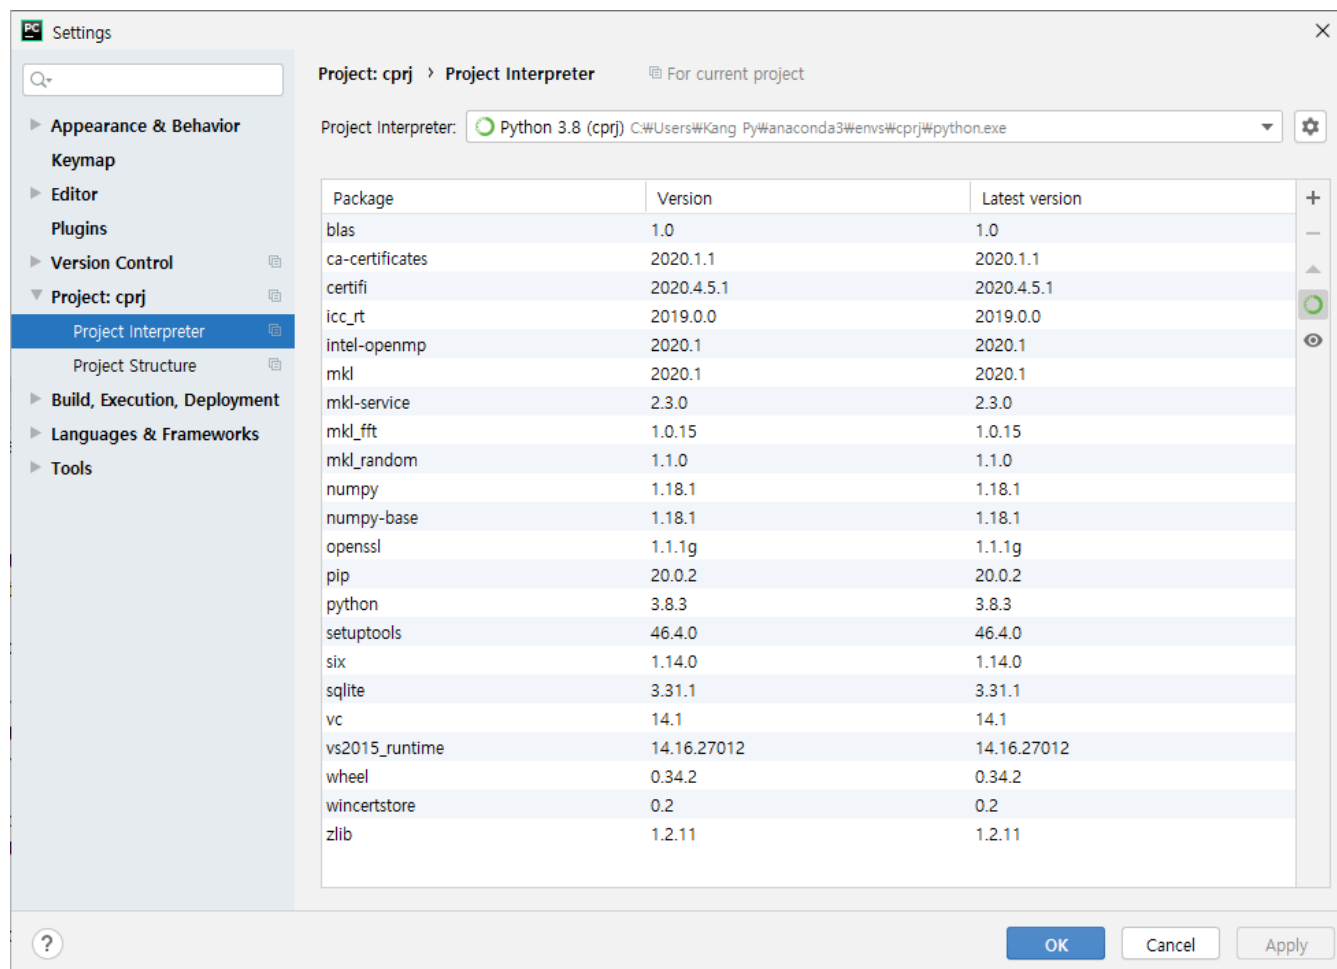 PC Settings
Project: cprj › Project Interpreter For current project
Appearance & Behavior
Keymap
Editor
Plugins
Version Control
Project: cprj
Project Interpreter
Project Structure
Build, Execution, Deployment
Languages & Frameworks
Tools
Project Interpreter: Python 3.8 (cprj) C:₩Users₩Kang Py₩anaconda3₩envs₩cprj₩python.exe
Package Version Latest version
blas 1.0 1.0
ca-certificates 2020.1.1 2020.1.1
certifi 2020.4.5.1 2020.4.5.1
icc_rt 2019.0.0 2019.0.0
intel-openmp 2020.1 2020.1
mkl 2020.1 2020.1
mkl-service 2.3.0 2.3.0
mkl_fft 1.0.15 1.0.15
mkl_random 1.1.0 1.1.0
numpy 1.18.1 1.18.1
numpy-base 1.18.1 1.18.1
openssl 1.1.1g 1.1.1g
pip 20.0.2 20.0.2
python 3.8.3 3.8.3
setuptools 46.4.0 46.4.0
six 1.14.0 1.14.0
sqlite 3.31.1 3.31.1
vc 14.1 14.1
vs2015_runtime 14.16.27012 14.16.27012
wheel 0.34.2 0.34.2
wincertstore 0.2 0.2
zlib 1.2.11 1.2.11
? OK Cancel Apply